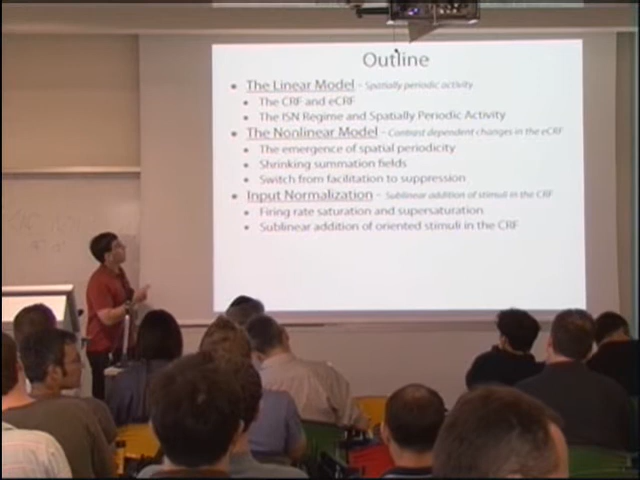 Outline
• The Linear Model - Spatially periodic activity
• The CRF and eCRF
• The ISN Regime and Spatially Periodic Activity
• The Nonlinear Model - Contrast dependent changes in the eCRF
• The emergence of spatial periodicity
• Shrinking summation fields
• Switch from facilitation to suppression
• Input Normalization - Sublinear addition of stimuli in the CRF
• Firing rate saturation and supersaturation
• Sublinear addition of oriented stimuli in the CRF